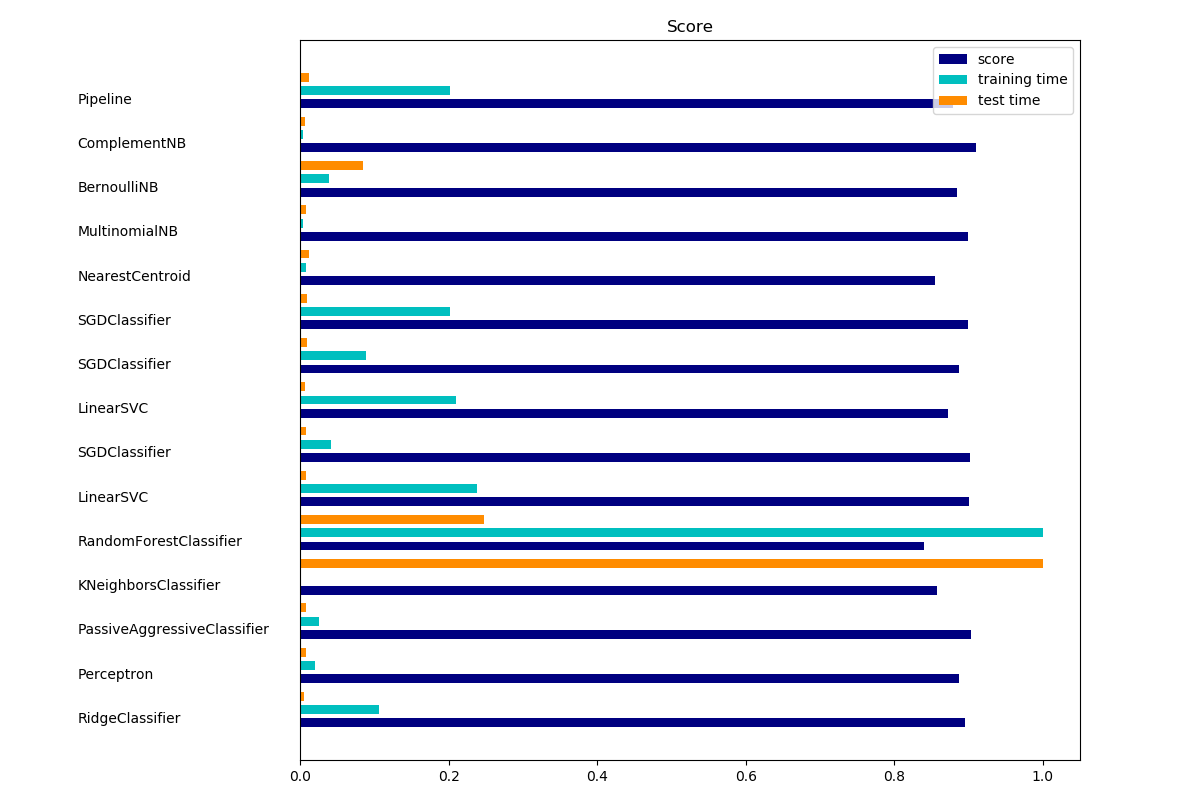 Score
score
training time
test time
Pipeline
ComplementNB
BernoulliNB
MultinomialNB
NearestCentroid
SGDClassifier
SGDClassifier
LinearSVC
SGDClassifier
LinearSVC
RandomForestClassifier
KNeighborsClassifier
PassiveAggressiveClassifier
Perceptron
RidgeClassifier
0.0 0.2 0.4 0.6 0.8 1.0